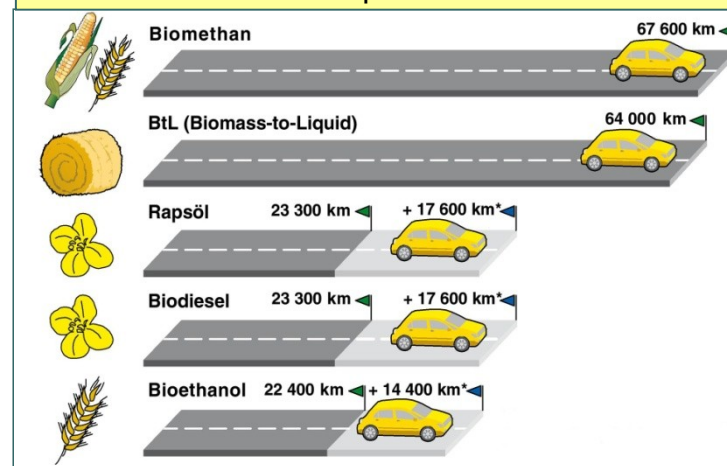 Biomethan 67 600 km
BtL (Biomass-to-Liquid) 64 000 km
Rapsöl 23 300 km + 17 600 km*
Biodiesel 23 300 km + 17 600 km*
Bioethanol 22 400 km + 14 400 km*